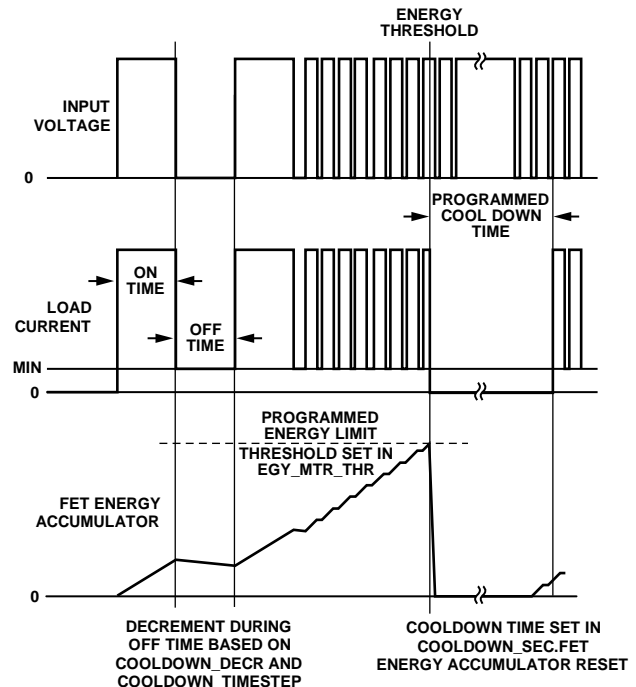 ENERGY
THRESHOLD
INPUT
VOLTAGE
0
PROGRAMMED
COOL DOWN
TIME
ON
TIME
LOAD
CURRENT
OFF
TIME
MIN
0
PROGRAMMED
ENERGY LIMIT
THRESHOLD SET IN
EGY_MTR_THR
FET ENERGY
ACCUMULATOR
0
DECREMENT DURING
OFF TIME BASED ON
COOLDOWN_DECR AND
COOLDOWN_TIMESTEP
COOLDOWN TIME SET IN
COOLDOWN_SEC.FET
ENERGY ACCUMULATOR RESET